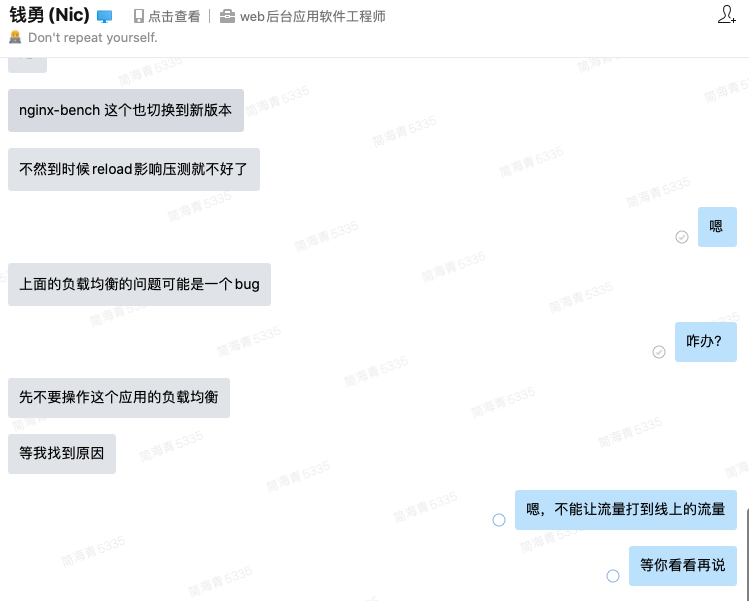 钱勇 (Nic) 点击查看 web后台应用软件工程师
Don't repeat yourself.
nginx-bench 这个也切换到新版本
不然到时候reload影响压测就不好了
嗯
上面的负载均衡的问题可能是一个bug
咋办?
先不要操作这个应用的负载均衡
等我找到原因
嗯，不能让流量打到线上的流量
等你看看再说
简海青5335